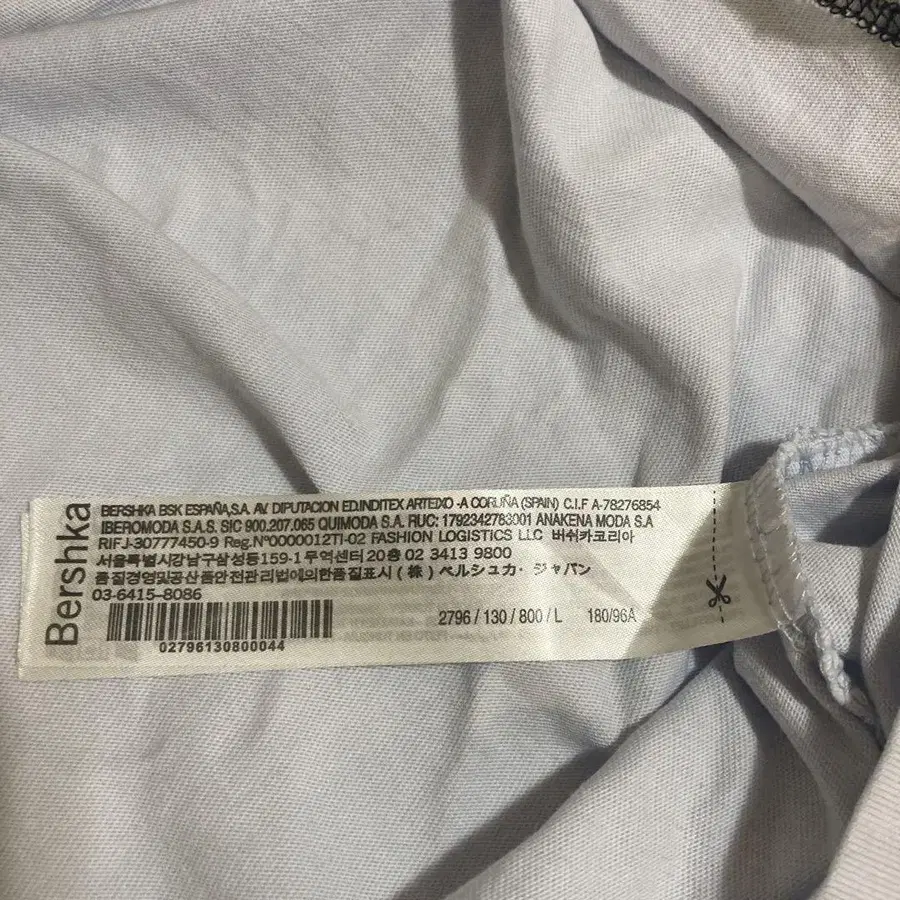 Bershka
BERSHKA BSK ESPAÑA,S.A. AV. DIPUTACION ED.INDITEX ARTEIXO -A CORUÑA (SPAIN) C.I.F A-78276854
IBEROMODA S.A.S. SIC 900.207.065 QUIMODA S.A. RUC: 1792342783001 ANAKENA MODA S.A
RIFJ-30777450-9 Reg.Nº0000012TI-02 FASHION LOGISTICS LLC 버쉬카코리아
서울특별시강남구삼성동159-1 무역센터 20층 02 3413 9800
품질경영및공산품안전관리법에의한품질표시 (株) ベルシュカ・ジャパン
03-6415-8086
02796130800044
2796 / 130 / 800 / L 180/96A